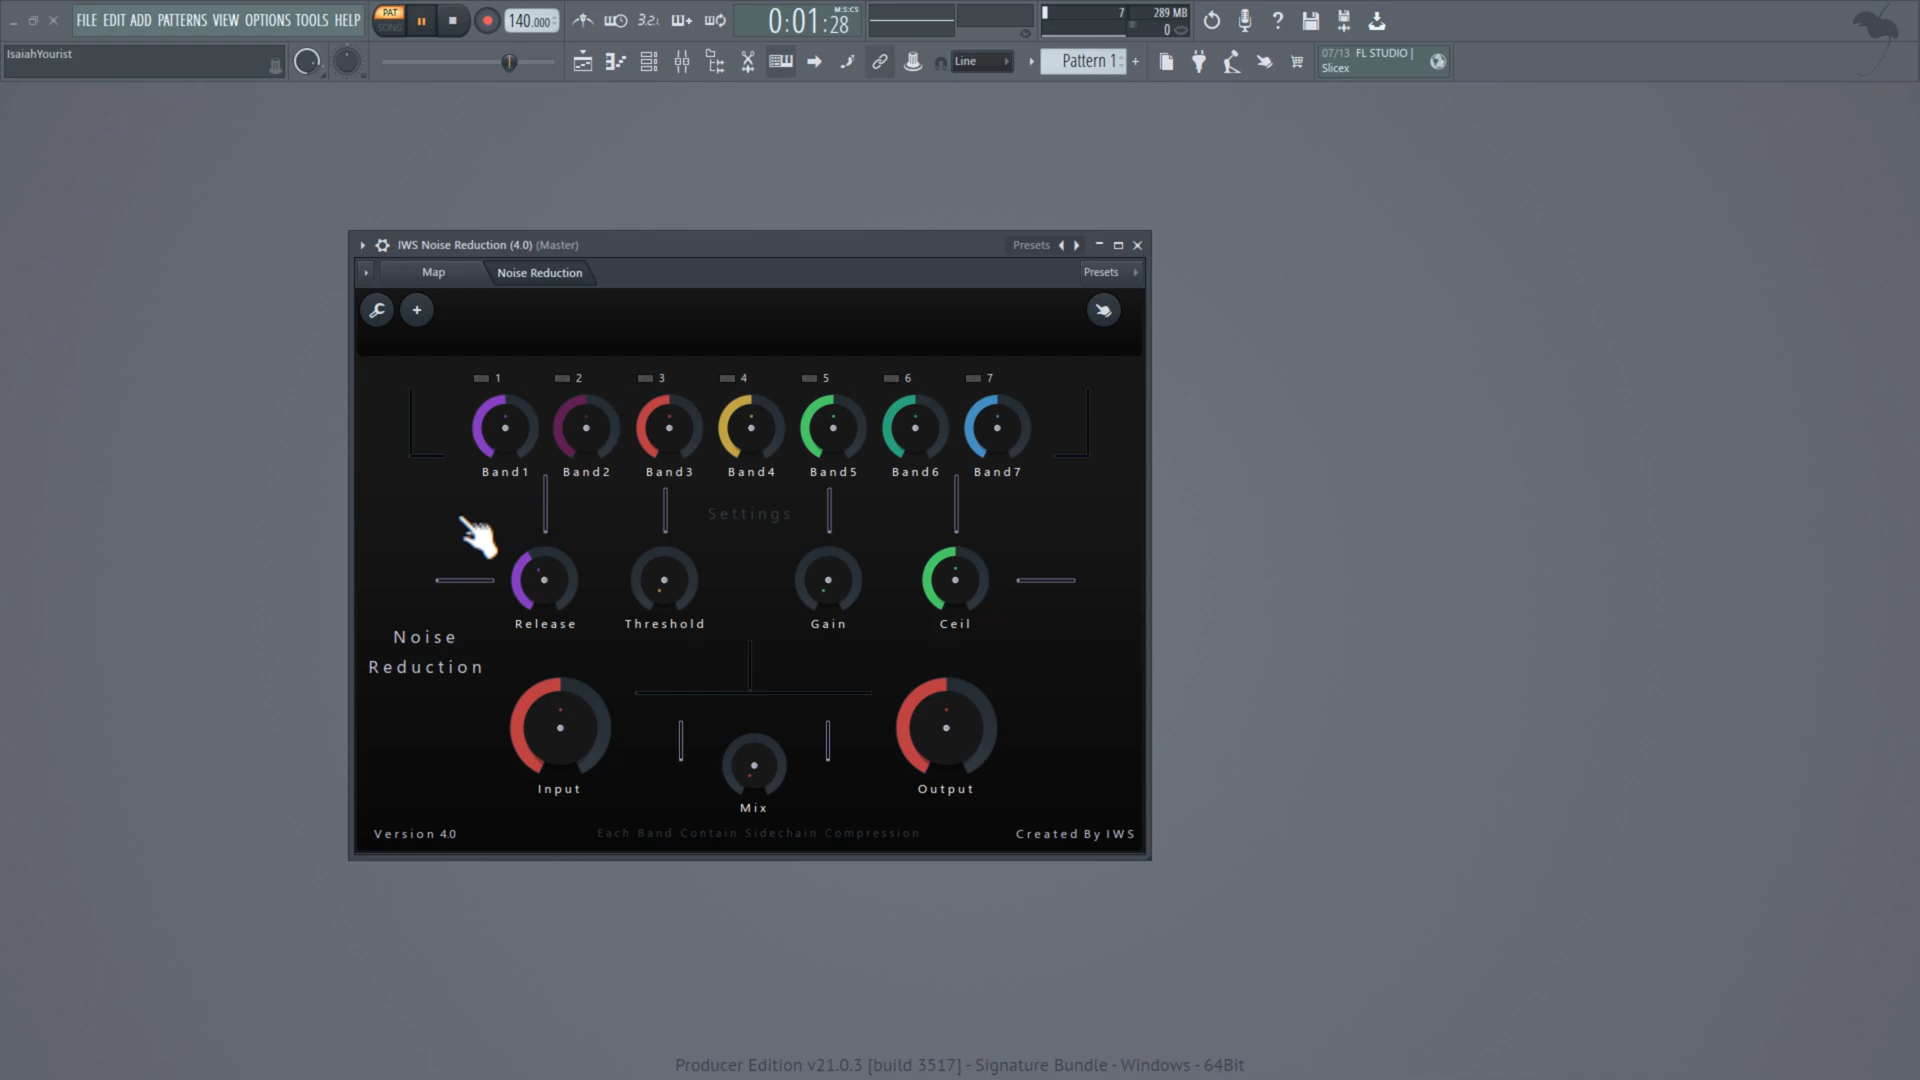 FILE EDIT ADD PATTERNS VIEW OPTIONS TOOLS HELP
PAT
SONG
140.000
3.2.
0:01:28
M:S:CS
7
289 MB
0
IsaiahYourist
Line
Pattern 1
07/13 FL STUDIO |
Slicex
IWS Noise Reduction (4.0) (Master)
Presets
Map
Noise Reduction
Presets
1 2 3 4 5 6 7
Band1 Band2 Band3 Band4 Band5 Band6 Band7
Settings
Release Threshold Gain Ceil
Noise
Reduction
Input
Mix
Output
Version 4.0
Each Band Contain Sidechain Compression
Created By IWS
Producer Edition v21.0.3 [build 3517] - Signature Bundle - Windows - 64Bit